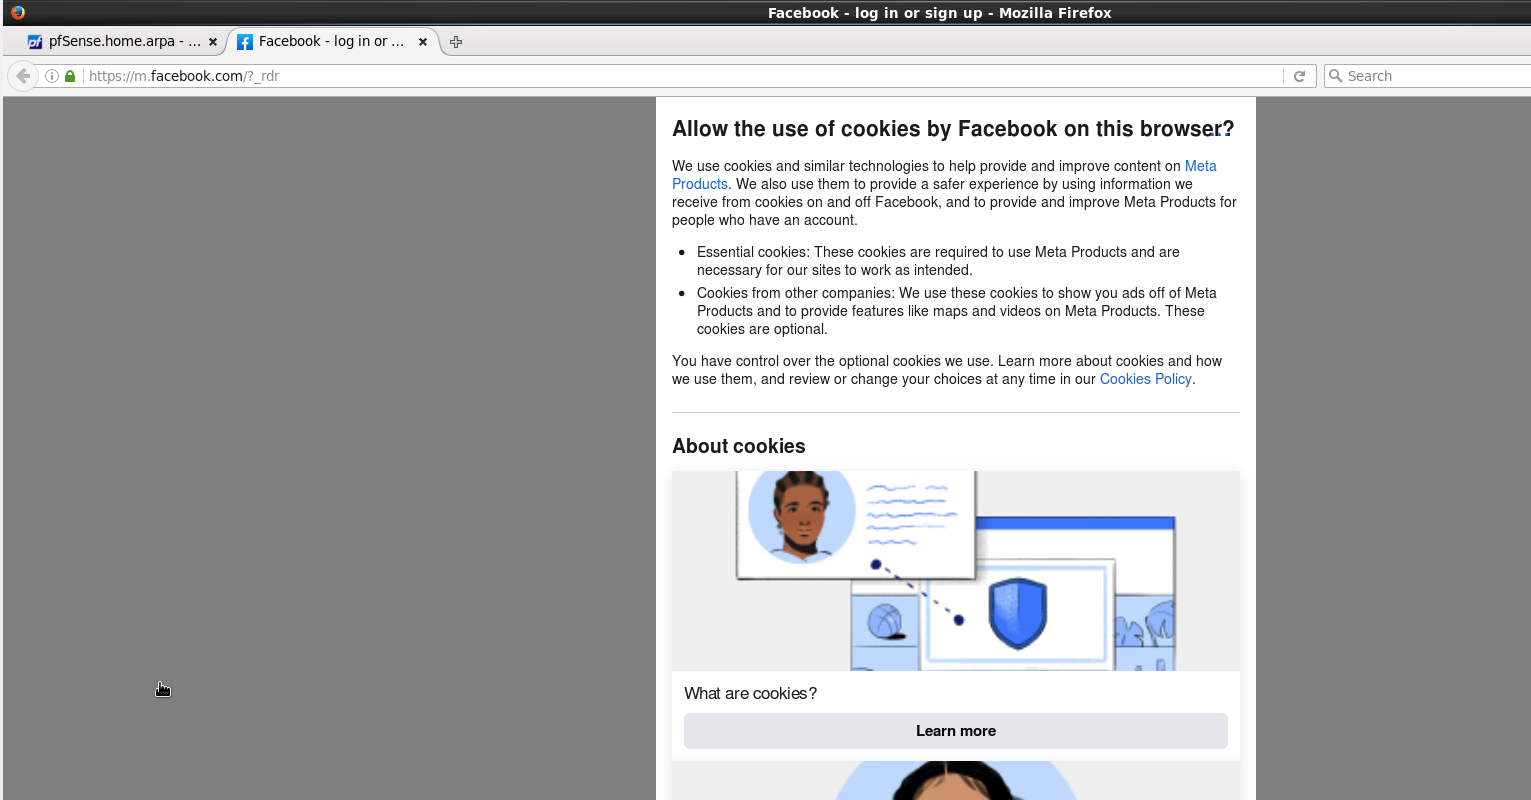 Facebook - log in or sign up - Mozilla Firefox
pfSense.home.arpa - ...
Facebook - log in or ...
https://m.facebook.com/?_rdr
Search
Allow the use of cookies by Facebook on this browser?
We use cookies and similar technologies to help provide and improve content on Meta
Products. We also use them to provide a safer experience by using information we
receive from cookies on and off Facebook, and to provide and improve Meta Products for
people who have an account.
• Essential cookies: These cookies are required to use Meta Products and are
necessary for our sites to work as intended.
• Cookies from other companies: We use these cookies to show you ads off of Meta
Products and to provide features like maps and videos on Meta Products. These
cookies are optional.
You have control over the optional cookies we use. Learn more about cookies and how
we use them, and review or change your choices at any time in our Cookies Policy.
About cookies
What are cookies?
Learn more